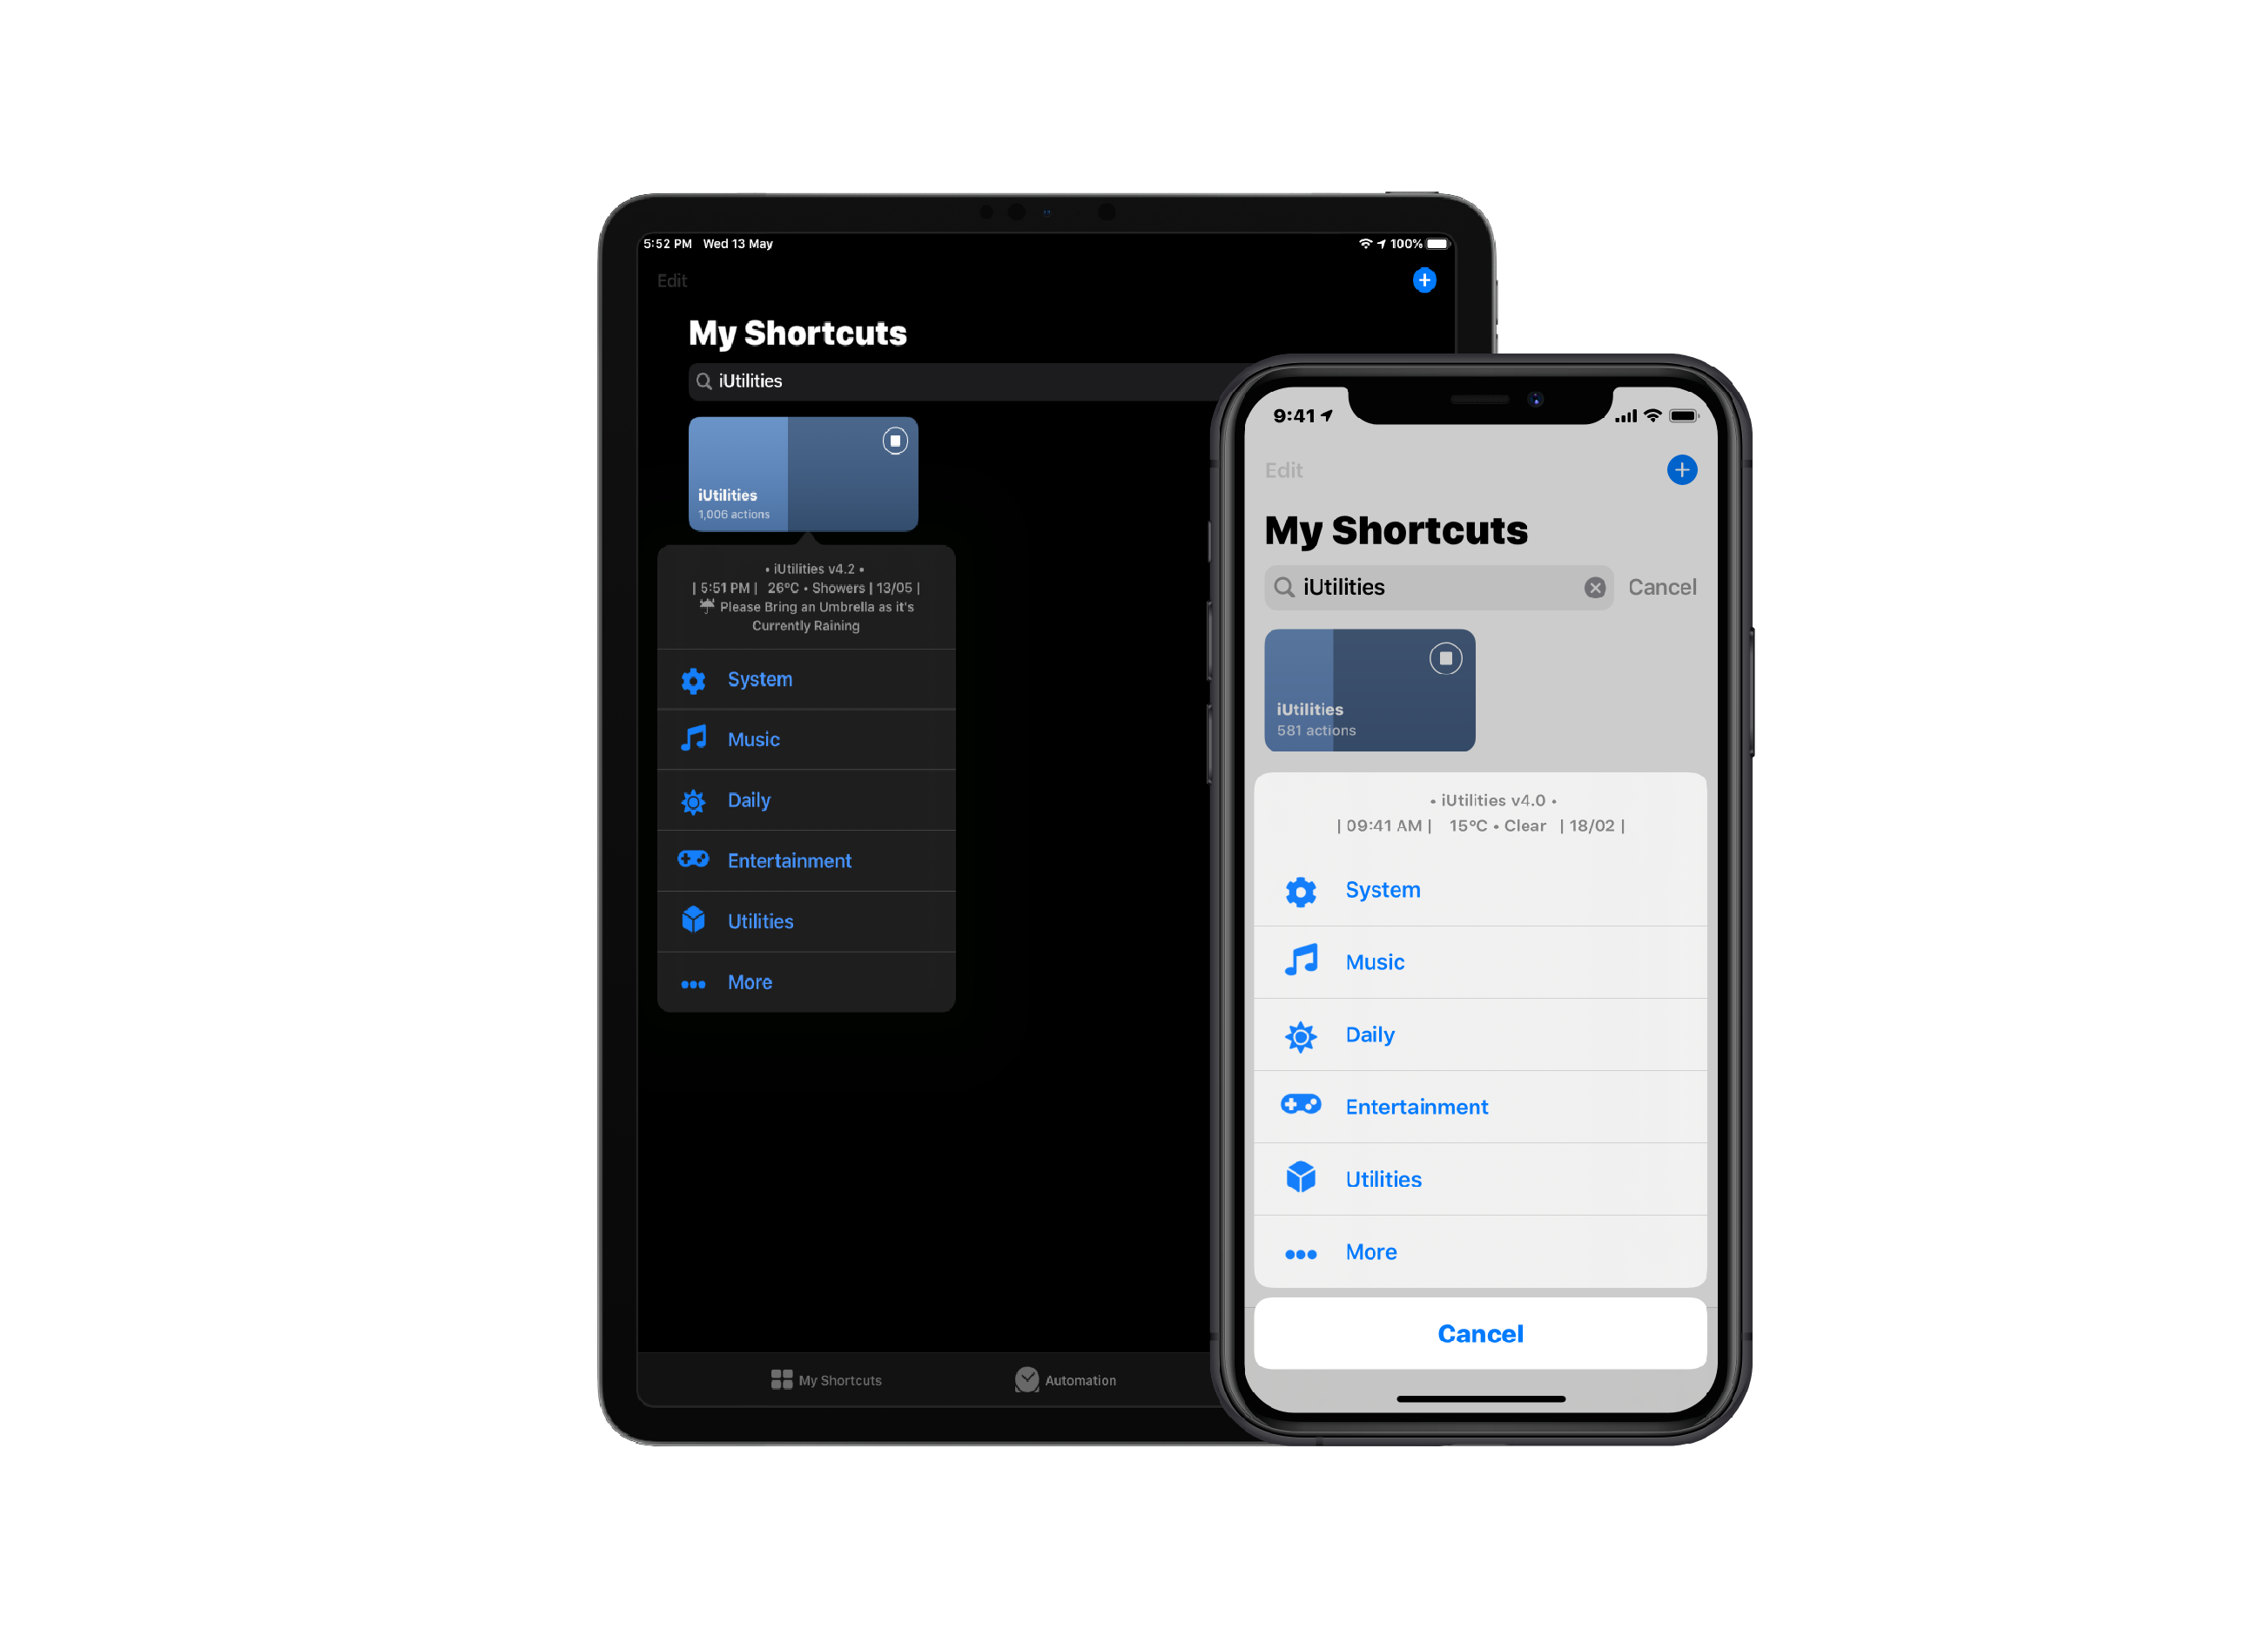 5:52 PM Wed 13 May
100%
Edit
My Shortcuts
iUtilities
iUtilities
1,006 actions
• iUtilities v4.2 •
| 5:51 PM | 26°C • Showers | 13/05 |
☔ Please Bring an Umbrella as it's
Currently Raining
System
Music
Daily
Entertainment
Utilities
More
My Shortcuts
Automation
9:41
Edit
My Shortcuts
iUtilities
Cancel
iUtilities
581 actions
• iUtilities v4.0 •
| 09:41 AM | 15°C • Clear | 18/02 |
System
Music
Daily
Entertainment
Utilities
More
Cancel